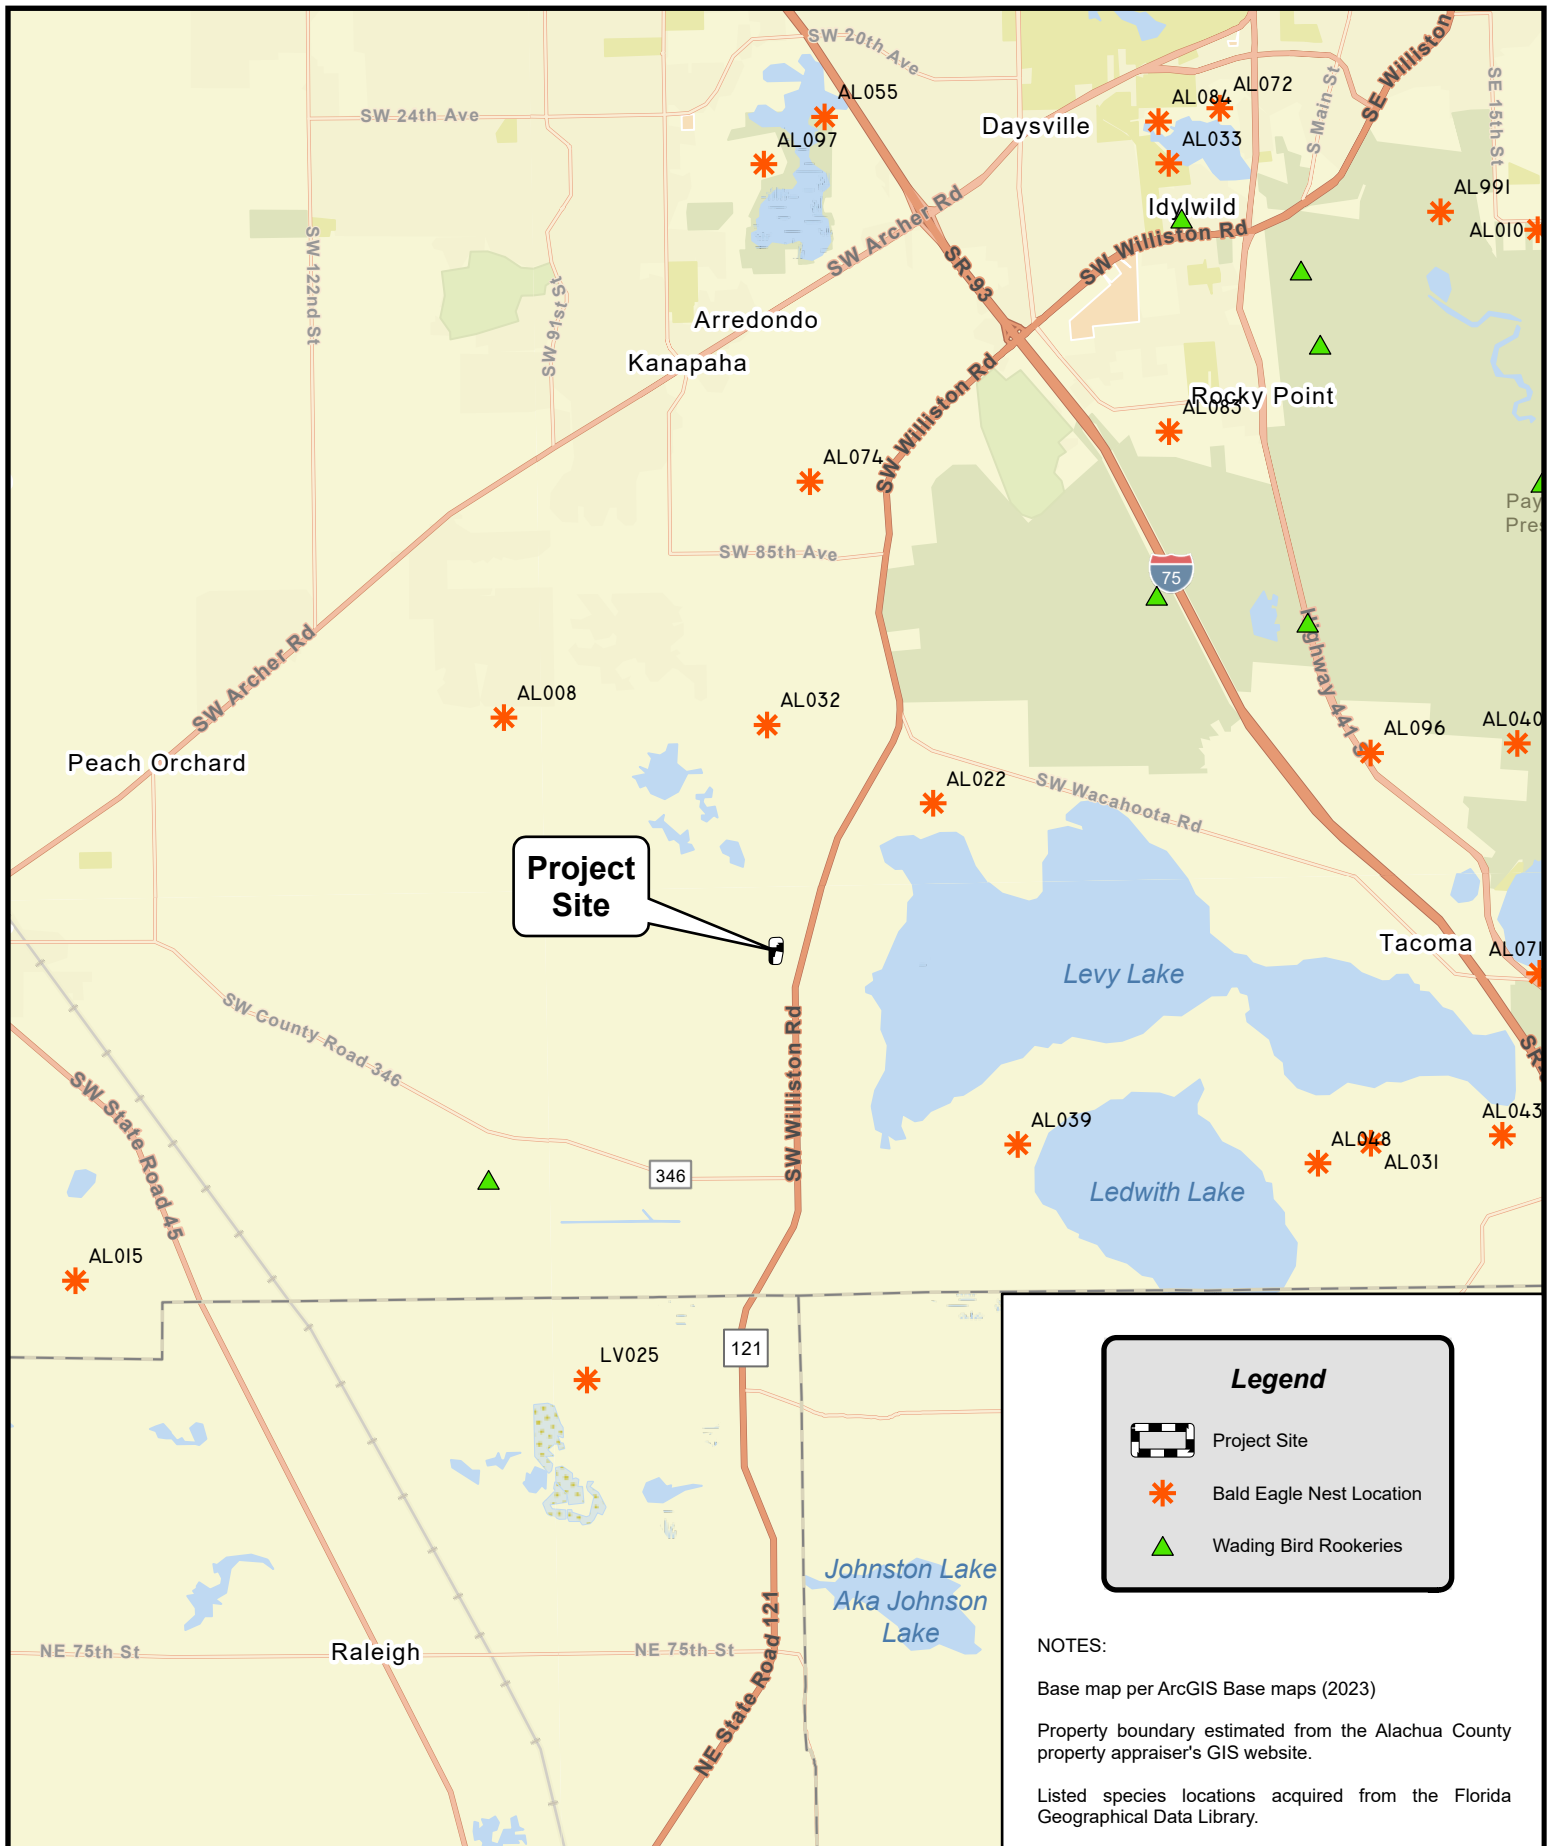 SW 20th Ave
SE Williston
SW 24th Ave
AL055
AL084
AL072
S Main St
SE 15th St
Daysville
AL097
AL033
AL991
Idylwild
AL010
SW Archer Rd
SW Williston Rd
SW 122nd St
SW 91st St
SR-93
Arredondo
Kanapaha
SW Williston Rd
Rocky Point
AL083
AL074
Pay
Pres
SW 85th Ave
75
Highway 441 S
SW Archer Rd
AL008
AL032
AL096
AL040
Peach Orchard
AL022
SW Wacahoota Rd
Project
Site
Tacoma
AL071
Levy Lake
SW County Road 346
SW Williston Rd
SR-
SW State Road 45
AL039
AL048
AL043
AL031
346
Ledwith Lake
AL015
121
LV025
Legend
Project Site
Bald Eagle Nest Location
Wading Bird Rookeries
Johnston Lake
Aka Johnson
Lake
NE 75th St
Raleigh
NE 75th St
NE State Road 121
NOTES:
Base map per ArcGIS Base maps (2023)
Property boundary estimated from the Alachua County
property appraiser's GIS website.
Listed species locations acquired from the Florida
Geographical Data Library.